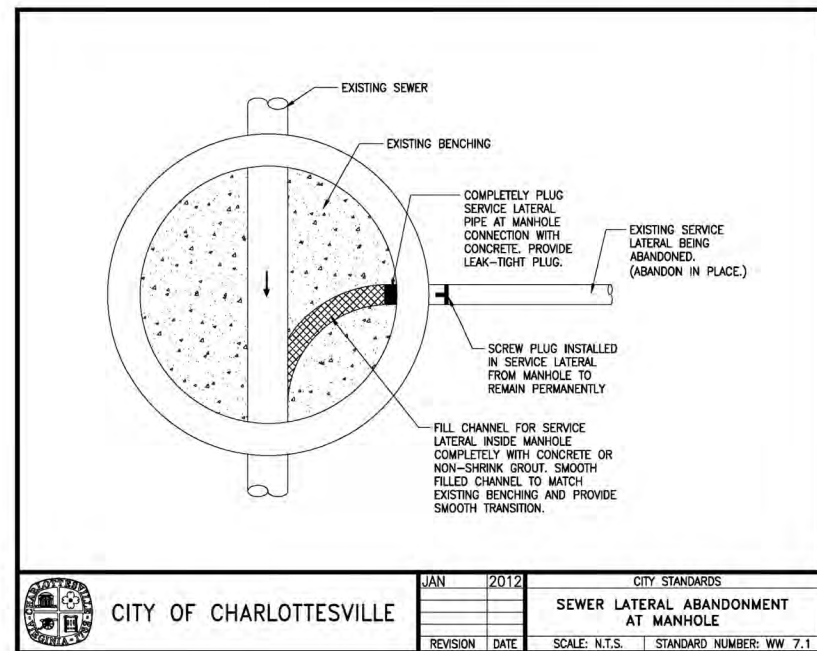 EXISTING SEWER
EXISTING BENCHING
COMPLETELY PLUG
SERVICE LATERAL
PIPE AT MANHOLE
CONNECTION WITH
CONCRETE. PROVIDE
LEAK-TIGHT PLUG.
EXISTING SERVICE
LATERAL BEING
ABANDONED.
(ABANDON IN PLACE.)
SCREW PLUG INSTALLED
IN SERVICE LATERAL
FROM MANHOLE TO
REMAIN PERMANENTLY
FILL CHANNEL FOR SERVICE
LATERAL INSIDE MANHOLE
COMPLETELY WITH CONCRETE OR
NON-SHRINK GROUT. SMOOTH
FILLED CHANNEL TO MATCH
EXISTING BENCHING AND PROVIDE
SMOOTH TRANSITION.
CHARLOTTESVILLE
VIRGINIA
CITY OF CHARLOTTESVILLE
JAN 2012
REVISION DATE
CITY STANDARDS
SEWER LATERAL ABANDONMENT
AT MANHOLE
SCALE: N.T.S. STANDARD NUMBER: WW 7.1